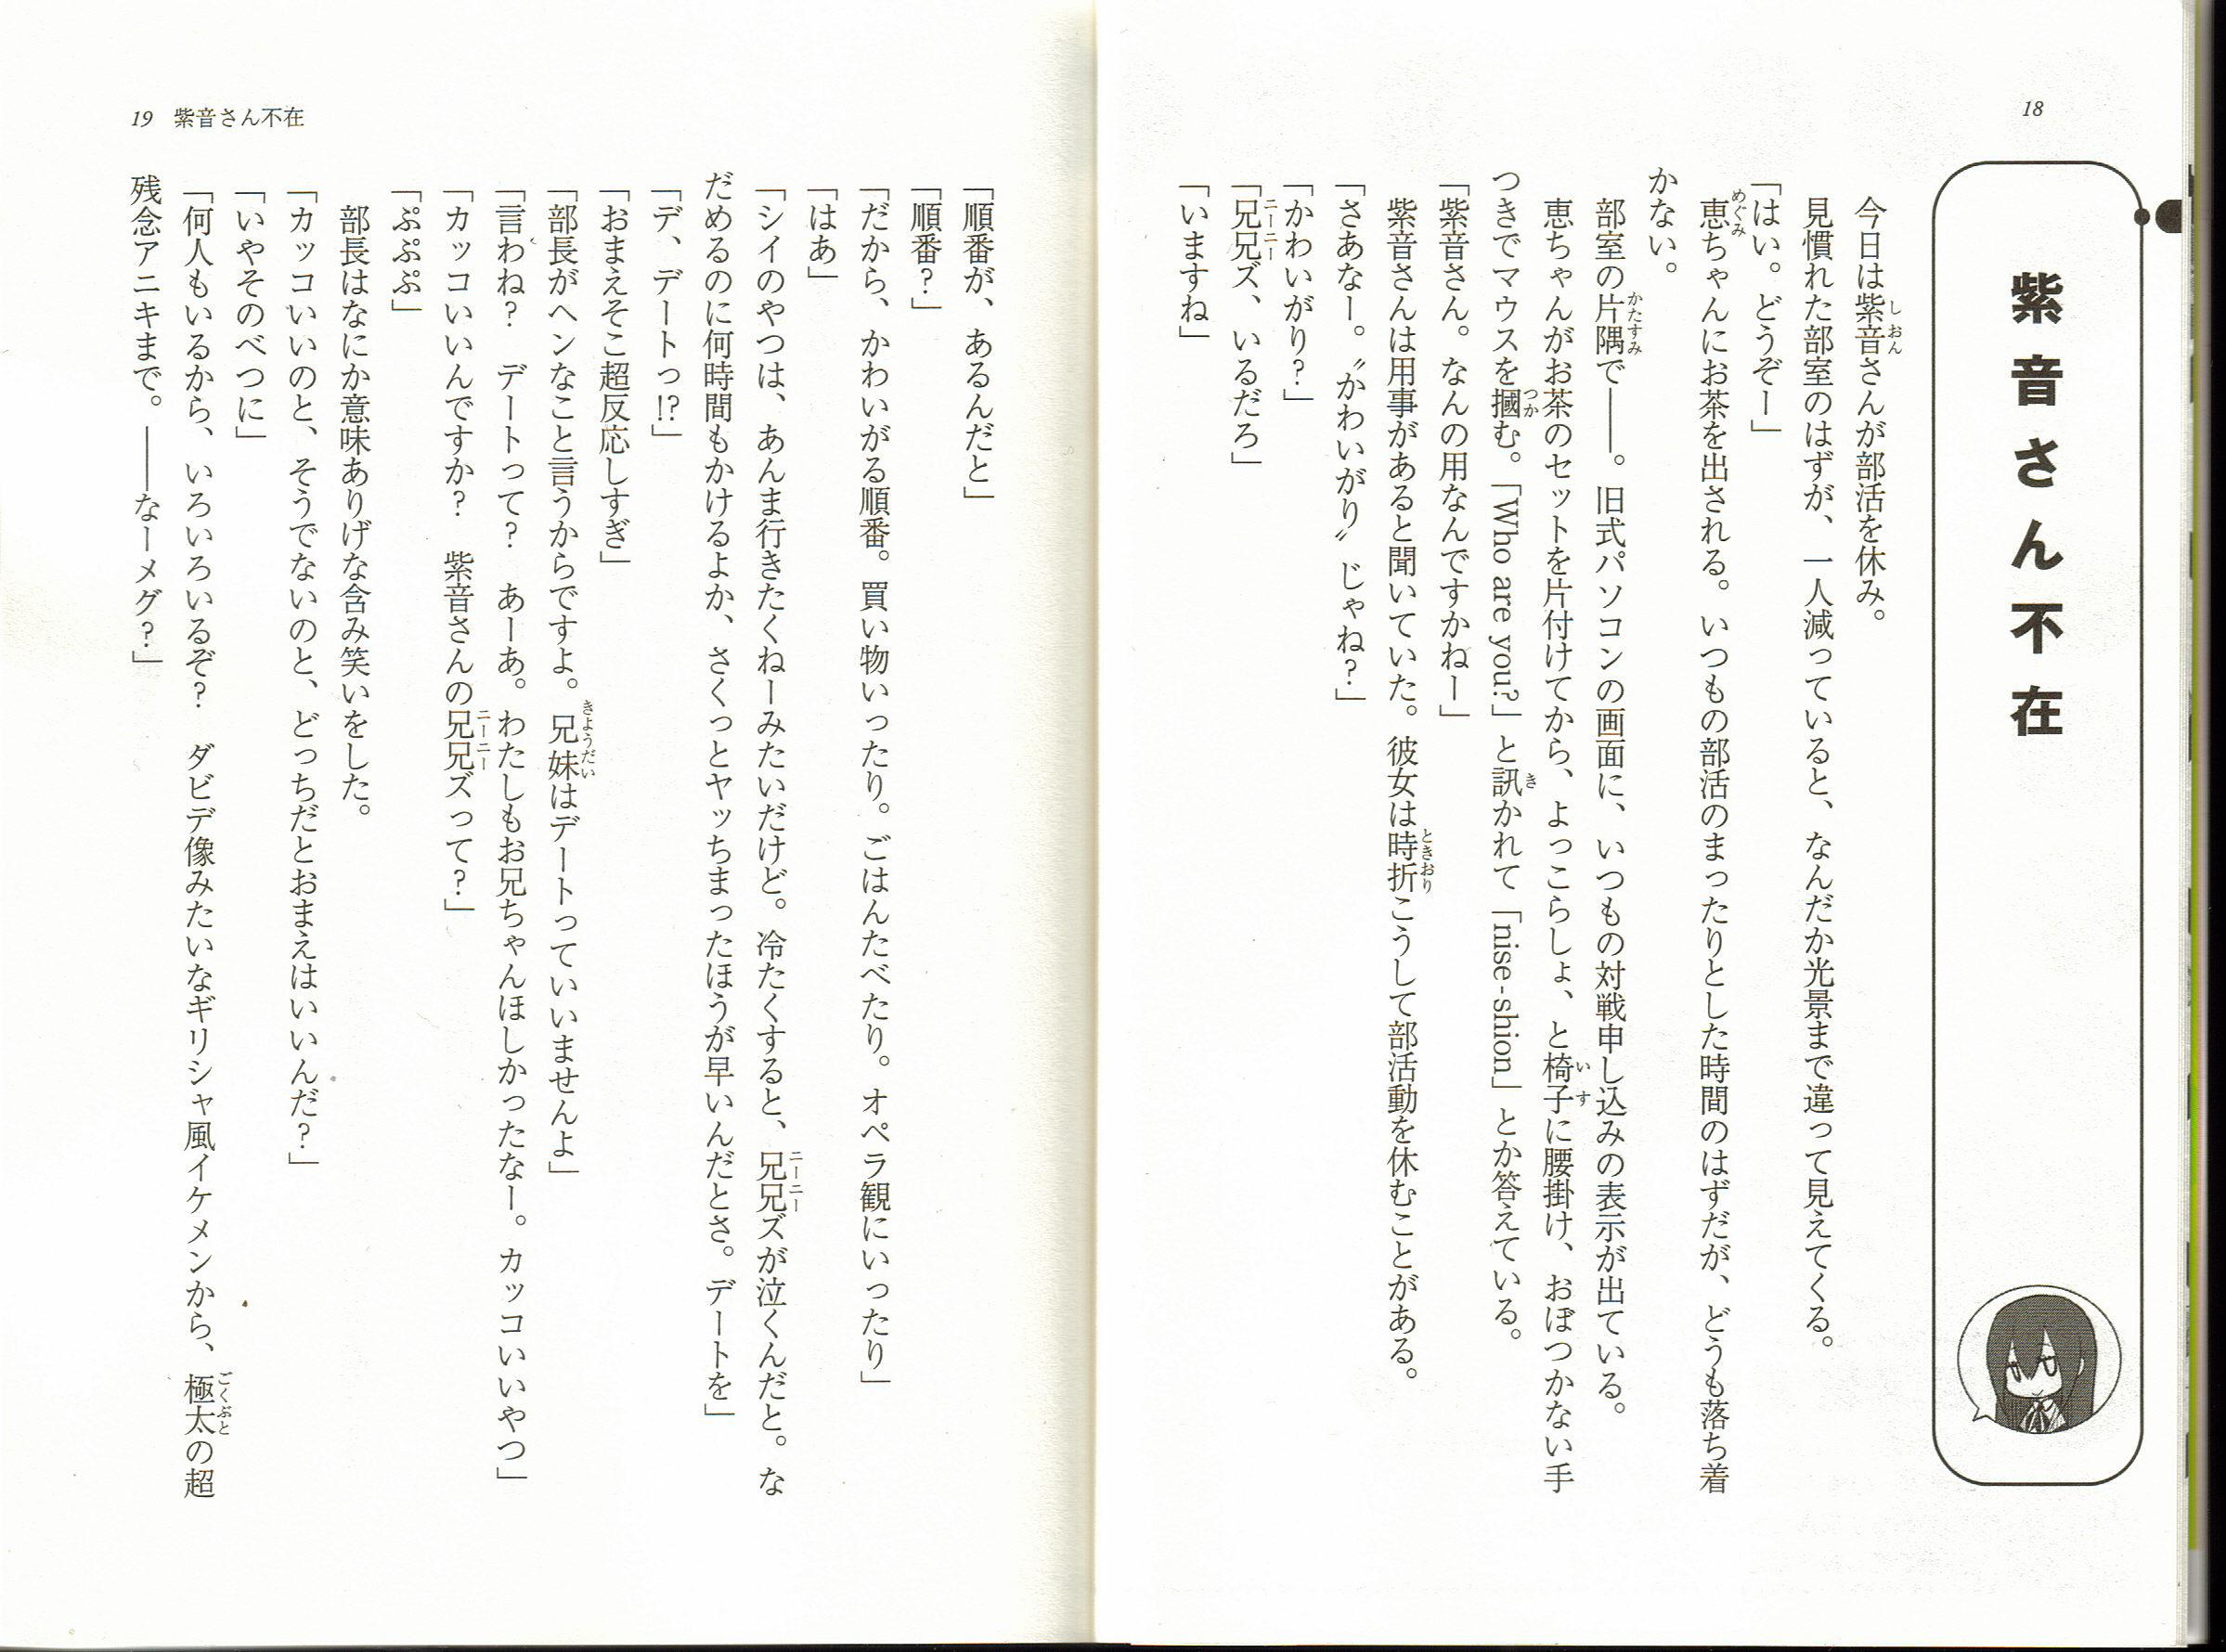 18
紫音さん不在
今日は紫音さんが部活を休み。
見慣れた部室のはずが、一人減っていると、なんだか光景まで違って見えてくる。
「はい。どうぞー」
恵ちゃんにお茶を出される。いつもの部活のまったりとした時間のはずだが、どうも落ち着
かない。
部室の片隅で――。旧式パソコンの画面に、いつもの対戦申し込みの表示が出ている。
恵ちゃんがお茶のセットを片付けてから、よっこらしょ、と椅子に腰掛け、おぼつかない手
つきでマウスを摑む。「Who are you?」と訊かれて「nise-shion」とか答えている。
「紫音さん。なんの用なんですかねー」
紫音さんは用事があると聞いていた。彼女は時折こうして部活動を休むことがある。
「さあなー。〝かわいがり〟じゃね？」
「かわいがり？」
「兄兄ズ、いるだろ」
「いますね」
19 紫音さん不在
「順番が、あるんだと」
「順番？」
「だから、かわいがる順番。買い物いったり。ごはんたべたり。オペラ観にいったり」
「はあ」
「シイのやつは、あんま行きたくねーみたいだけど。冷たくすると、兄兄ズが泣くんだと。な
だめるのに何時間もかけるよか、さくっとヤッちまったほうが早いんだとさ。デートを」
「デ、デートっ!?」
「おまえそこ超反応しすぎ」
「部長がヘンなこと言うからですよ。兄妹はデートっていいませんよ」
「言わね？　デートって？　あーあ。わたしもお兄ちゃんほしかったなー。カッコいいやつ」
「カッコいいんですか？　紫音さんの兄兄ズって？」
「ぷぷぷ」
部長はなにか意味ありげな含み笑いをした。
「カッコいいのと、そうでないのと、どっちだとおまえはいいんだ？」
「いやそのべつに」
「何人もいるから、いろいろいるぞ？　ダビデ像みたいなギリシャ風イケメンから、極太の超
残念アニキまで。――なーメグ？」